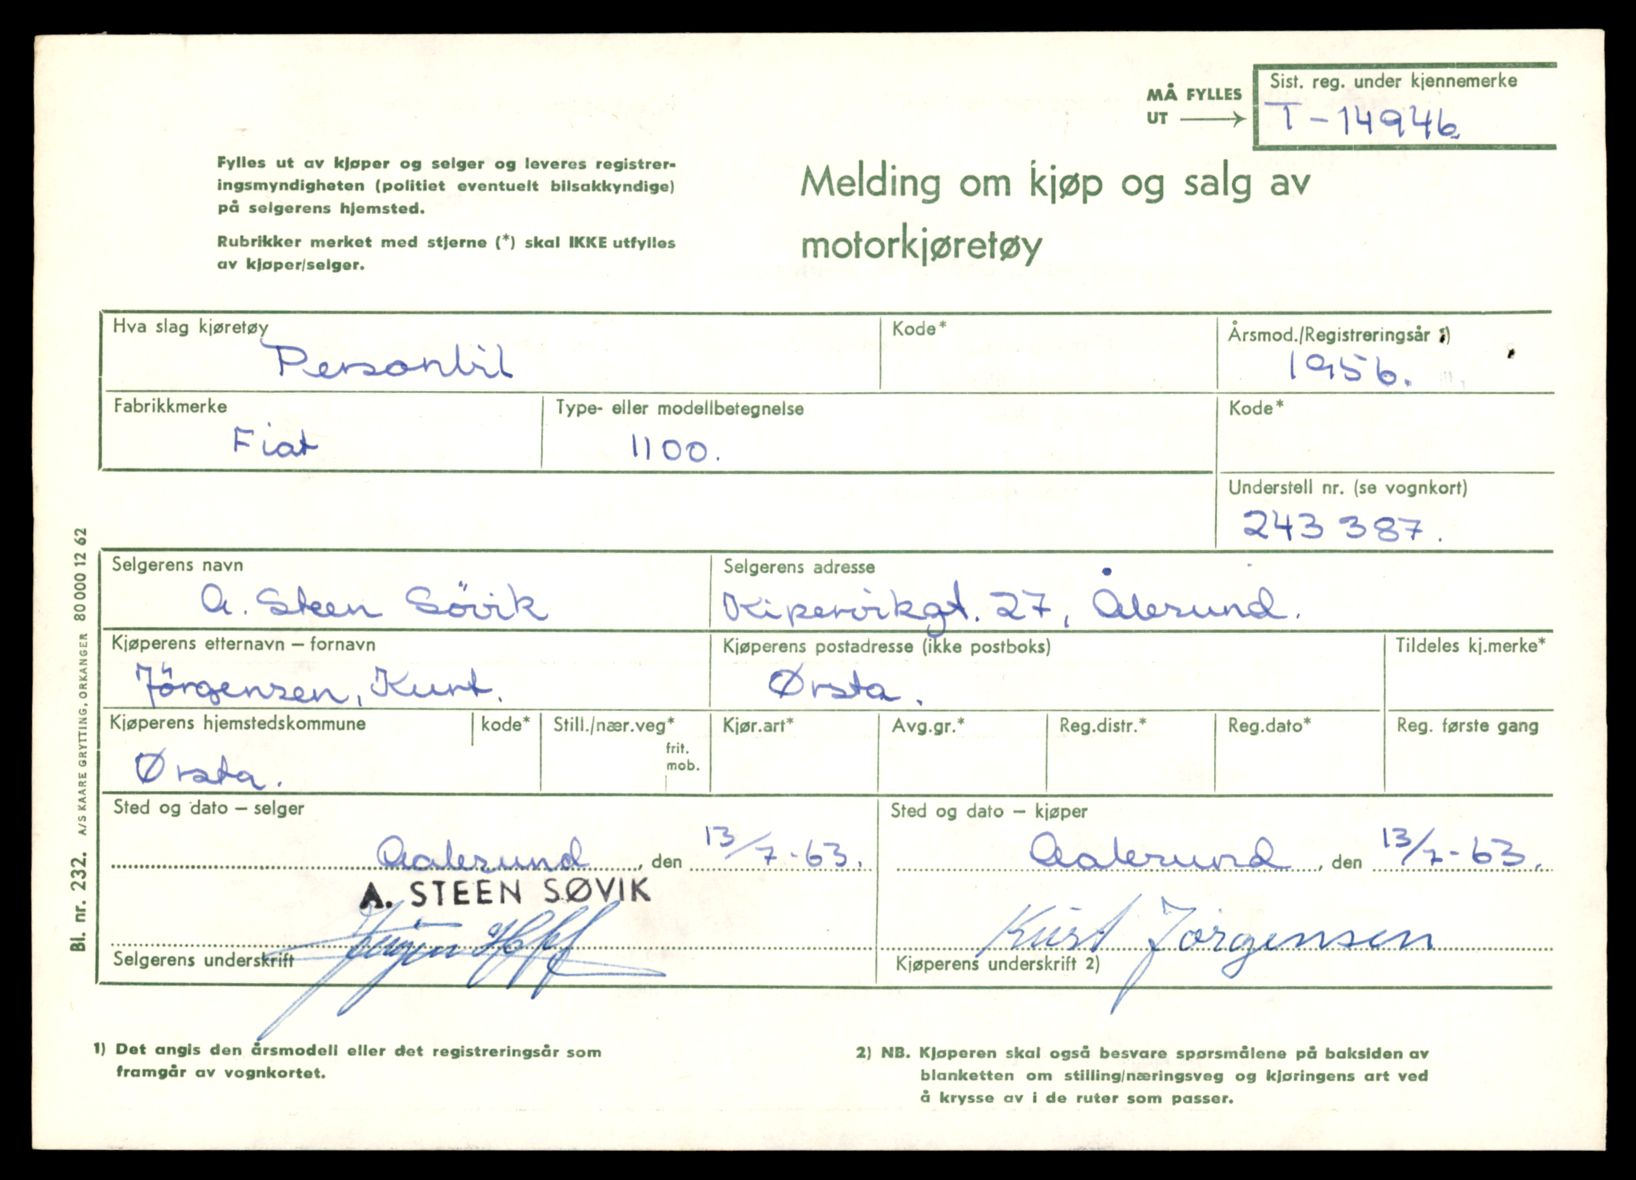 MÅ FYLLES
UT
Sist. reg. under kjennemerke
T-14946
Fylles ut av kjøper og selger og leveres registrer-
ingsmyndigheten (politiet eventuelt bilsakkyndige)
på selgerens hjemsted.
Rubrikker merket med stjerne (*) skal IKKE utfylles
av kjøper/selger.
Melding om kjøp og salg av
motorkjøretøy
Hva slag kjøretøy
Personbil
Kode*
Årsmod./Registreringsår 1)
1956.
Fabrikkmerke
Fiat
Type- eller modellbetegnelse
1100.
Kode*
Understell nr. (se vognkort)
243387.
Selgerens navn
A. Steen Sövik
Selgerens adresse
Kipervikgt. 27, Ålesund.
Kjøperens etternavn – fornavn
Jörgensen, Kurt.
Kjøperens postadresse (ikke postboks)
Ørsta.
Tildeles kj.merke*
Kjøperens hjemstedskommune
Ørsta.
kode*
Still./nær.veg*
frit.
mob.
Kjør.art*
Avg.gr.*
Reg.distr.*
Reg.dato*
Reg. første gang
Sted og dato – selger
Aalesund, den 13/7-63.
A. STEEN SØVIK
Selgerens underskrift
Sted og dato – kjøper
Aalesund, den 13/7-63.
Kurt Jörgensen
Kjøperens underskrift 2)
1) Det angis den årsmodell eller det registreringsår som
framgår av vognkortet.
2) NB. Kjøperen skal også besvare spørsmålene på baksiden av
blanketten om stilling/næringsveg og kjøringens art ved
å krysse av i de ruter som passer.
Bl. nr. 232. A/S KAARE GRYTTING, ORKANGER 80 000 12 62